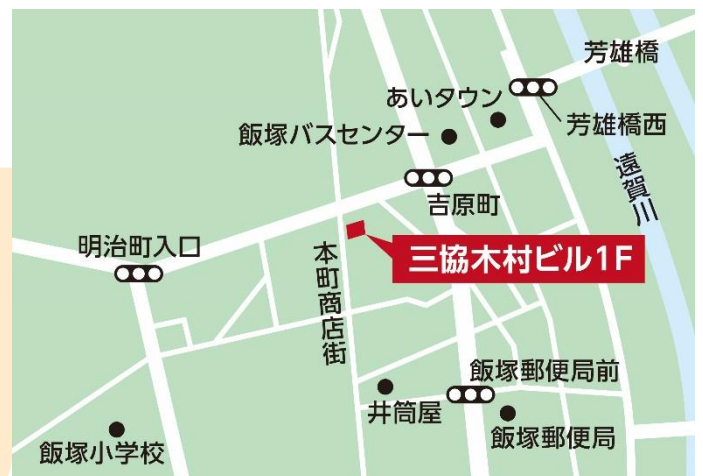 芳雄橋
あいタウン
芳雄橋西
飯塚バスセンター
遠賀川
吉原町
明治町入口
本町商店街
三協木村ビル1F
飯塚郵便局前
井筒屋
飯塚郵便局
飯塚小学校